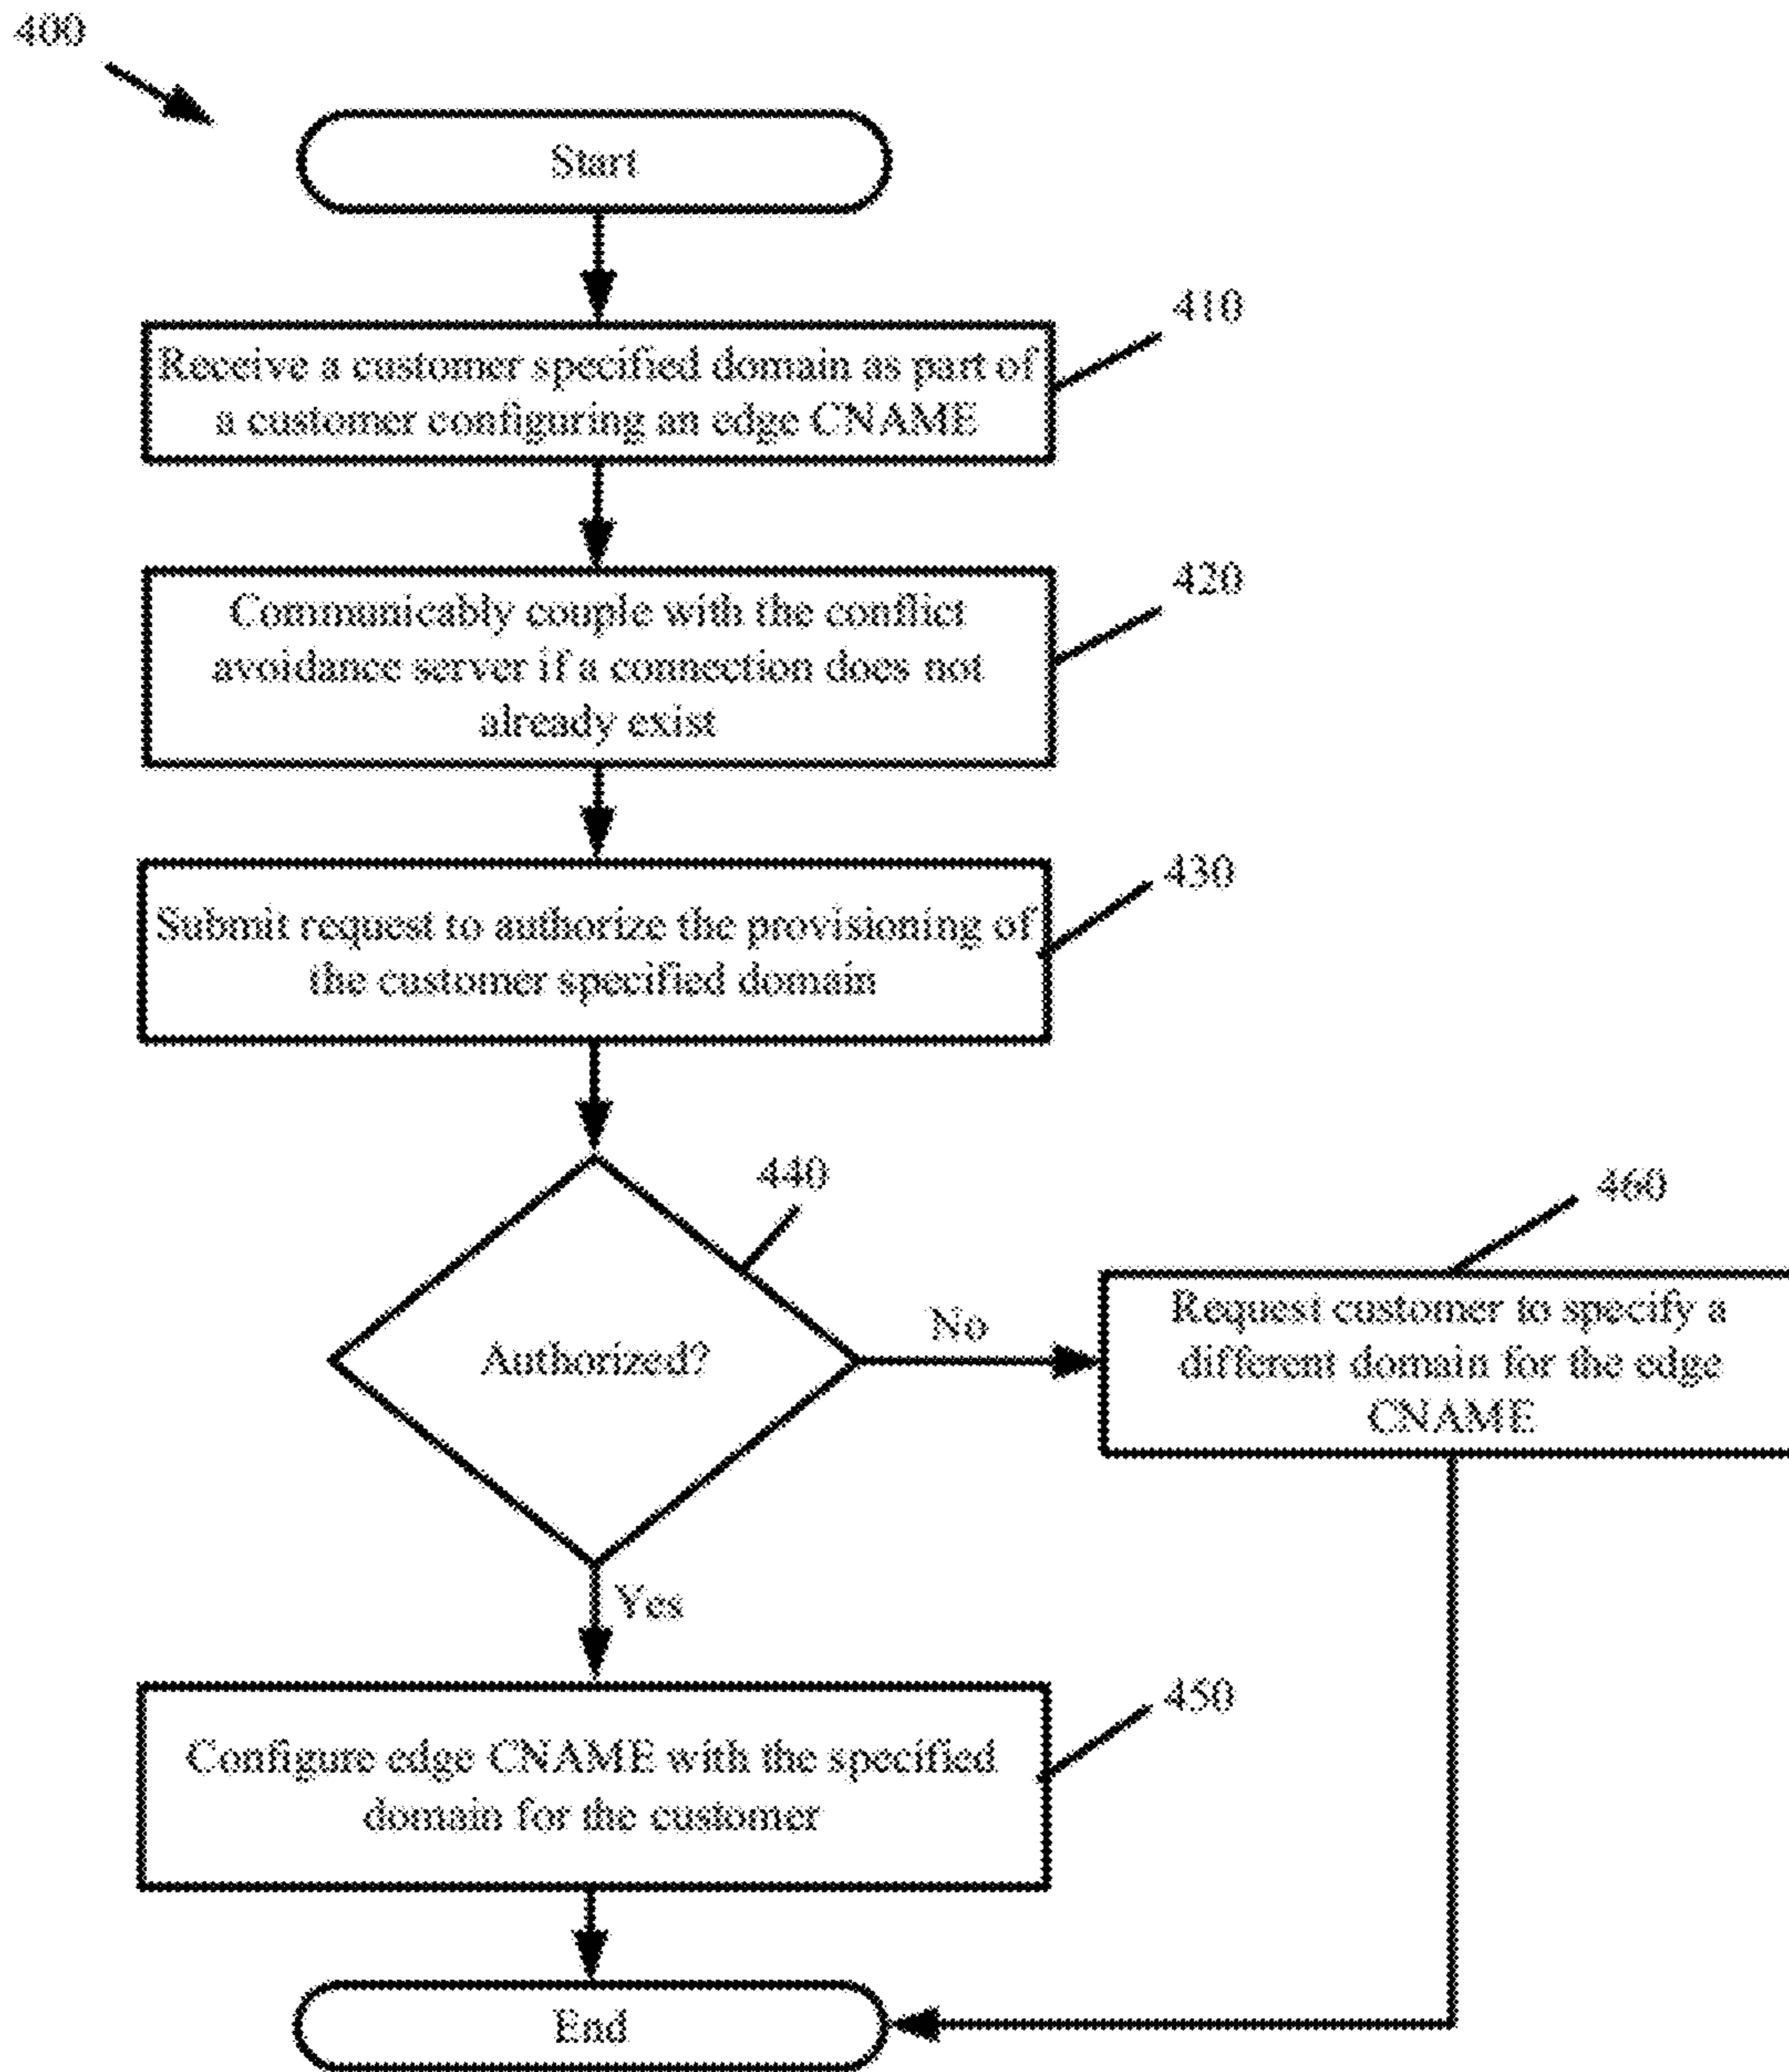 400
Start
410
Receive a customer specified domain as part of
a customer configuring an edge CNAME
420
Communicably couple with the conflict
avoidance server if a connection does not
already exist
430
Submit request to authorize the provisioning of
the customer specified domain
440
Authorized?
No
460
Request customer to specify a
different domain for the edge
CNAME
Yes
450
Configure edge CNAME with the specified
domain for the customer
End